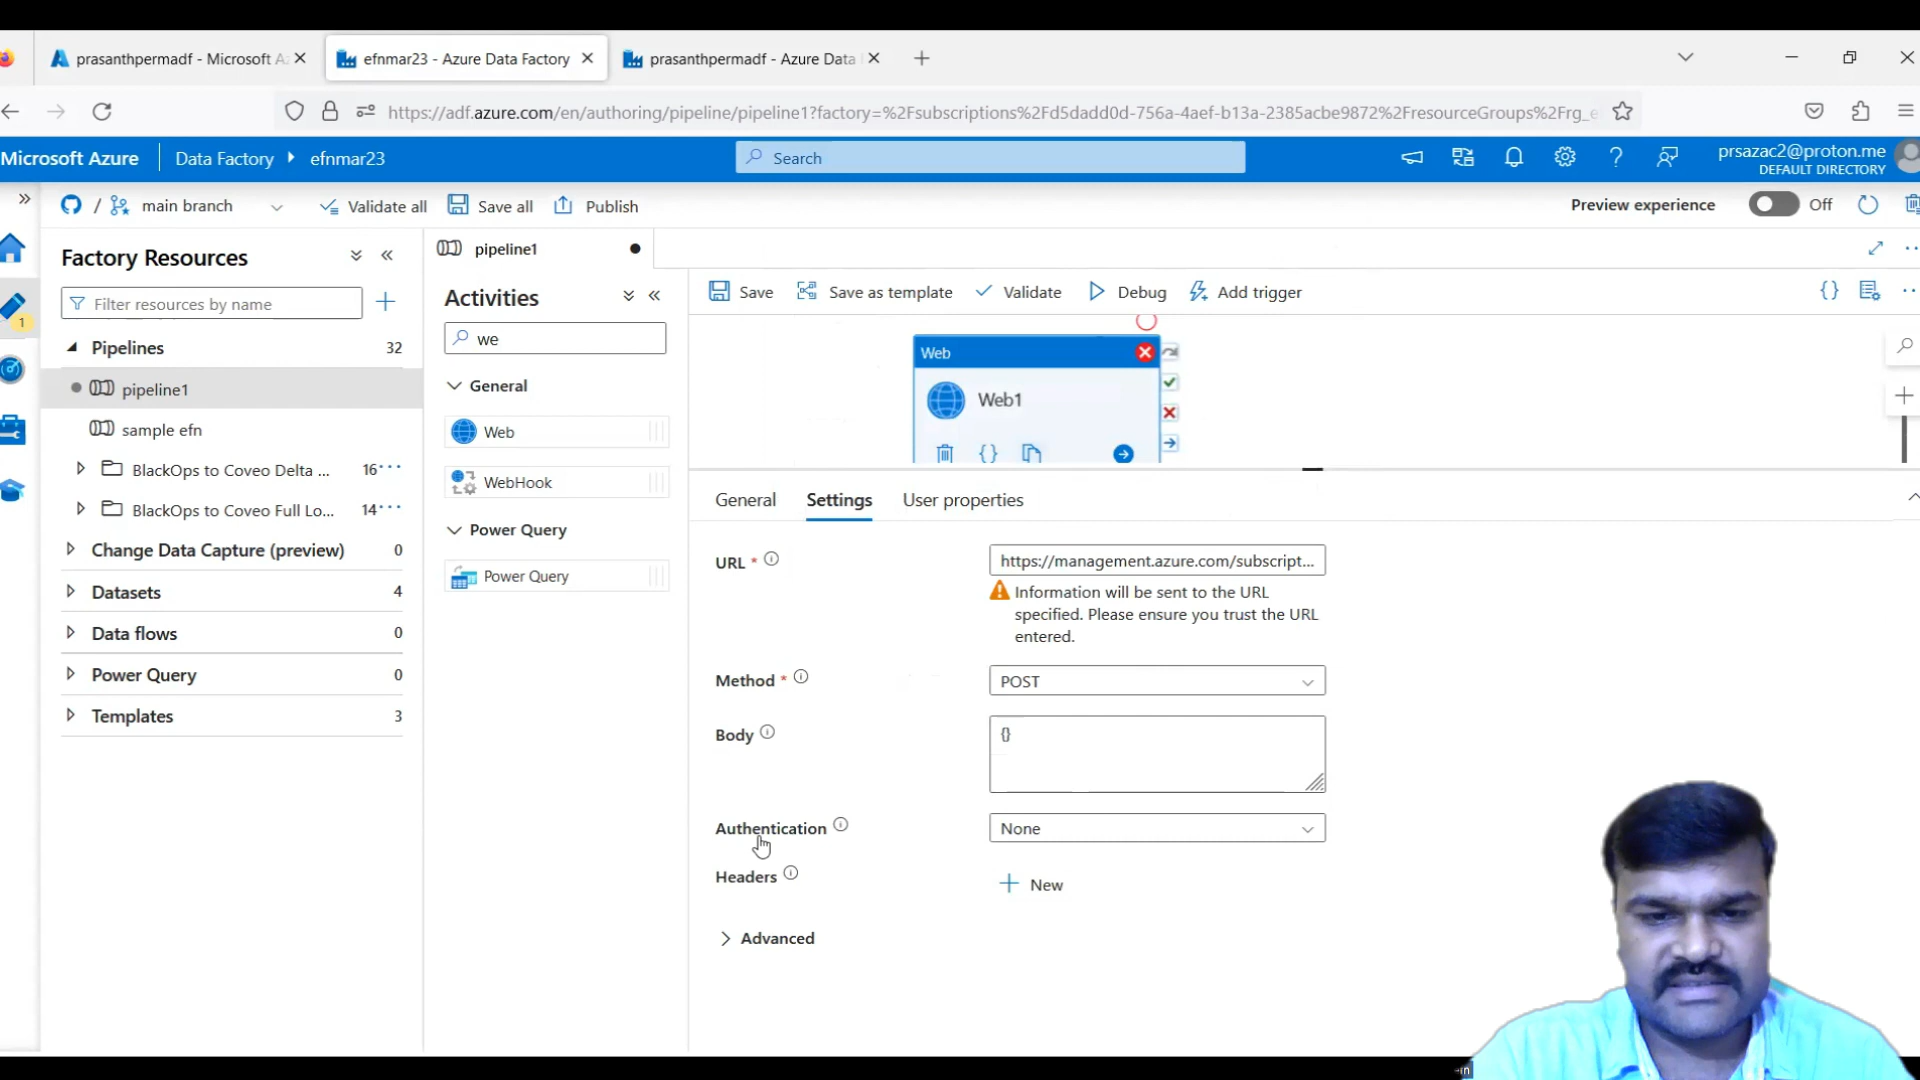 prasanthpermadf - Microsoft A
efnmar23 - Azure Data Factory
prasanthpermadf - Azure Data
https://adf.azure.com/en/authoring/pipeline/pipeline1?factory=%2Fsubscriptions%2Fd5dadd0d-756a-4aef-b13a-2385acbe9872%2FresourceGroups%2Frg_e
Microsoft Azure
Data Factory
efnmar23
Search
prsazac2@proton.me
DEFAULT DIRECTORY
/ main branch
Validate all
Save all
Publish
Preview experience
Off
1
Factory Resources
Filter resources by name
Pipelines 32
pipeline1
sample efn
BlackOps to Coveo Delta ... 16
BlackOps to Coveo Full Lo... 14
Change Data Capture (preview) 0
Datasets 4
Data flows 0
Power Query 0
Templates 3
pipeline1
Activities
we
General
Web
WebHook
Power Query
Power Query
Save
Save as template
Validate
Debug
Add trigger
{}
Web
Web1
{}
General
Settings
User properties
URL *
https://management.azure.com/subscript...
Information will be sent to the URL
specified. Please ensure you trust the URL
entered.
Method *
POST
Body
{}
Authentication
None
Headers
New
Advanced